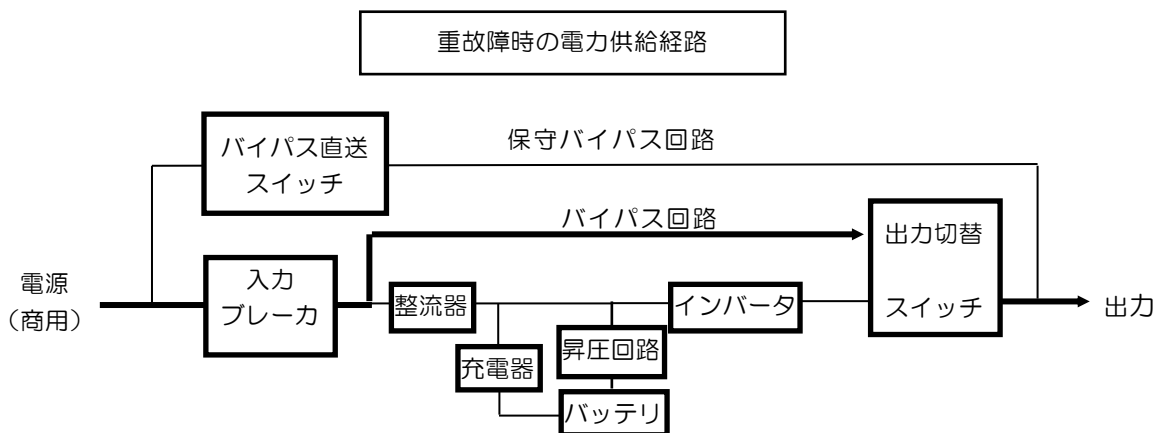 重故障時の電力供給経路
バイパス直送
スイッチ
保守バイパス回路
バイパス回路
電源
（商用）
入力
ブレーカ
整流器
充電器
昇圧回路
バッテリ
インバータ
出力切替
スイッチ
出力